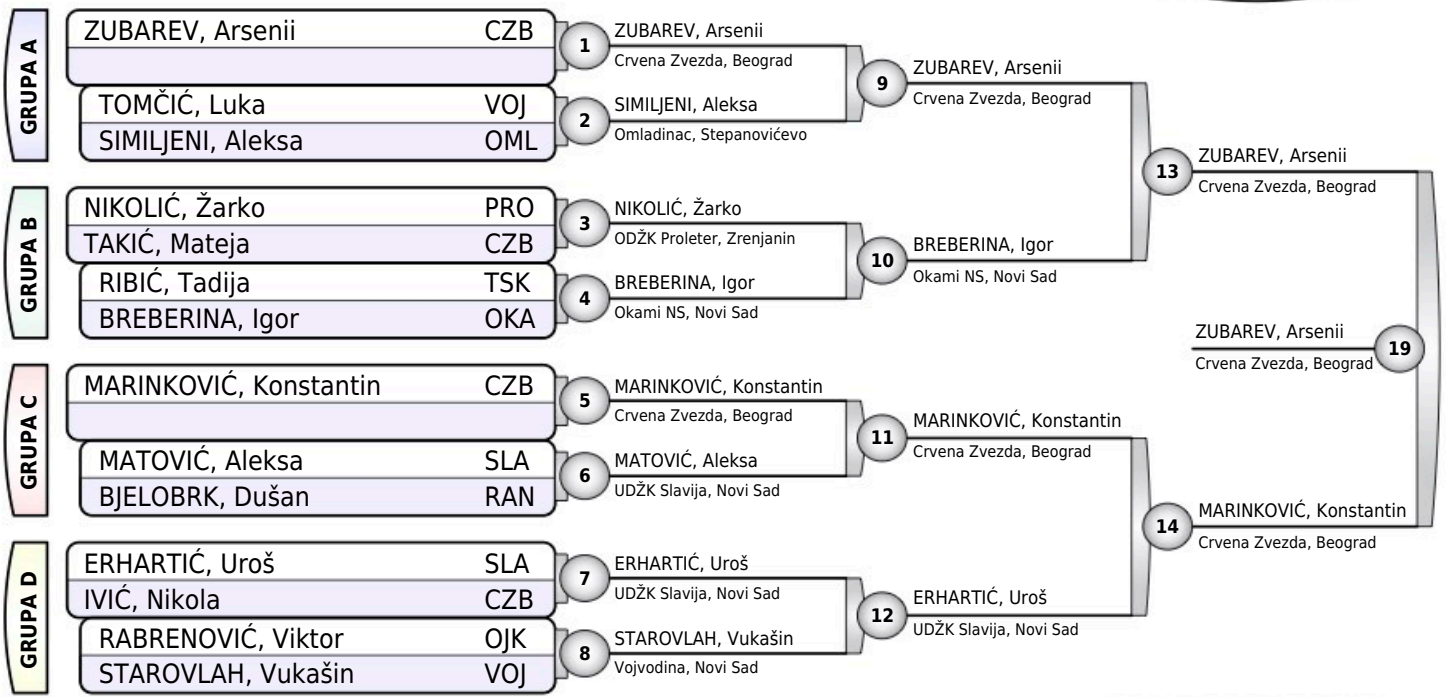 GRUPA A
ZUBAREV, Arsenii CZB
TOMČIĆ, Luka VOJ
SIMILJENI, Aleksa OML
GRUPA B
NIKOLIĆ, Žarko PRO
TAKIĆ, Mateja CZB
RIBIĆ, Tadija TSK
BREBERINA, Igor OKA
GRUPA C
MARINKOVIĆ, Konstantin CZB
MATOVIĆ, Aleksa SLA
BJELOBRK, Dušan RAN
GRUPA D
ERHARTIĆ, Uroš SLA
IVIĆ, Nikola CZB
RABRENOVIĆ, Viktor OJK
STAROVLAH, Vukašin VOJ
1
ZUBAREV, Arsenii
Crvena Zvezda, Beograd
2
SIMILJENI, Aleksa
Omladinac, Stepanovićevo
3
NIKOLIĆ, Žarko
ODŽK Proleter, Zrenjanin
4
BREBERINA, Igor
Okami NS, Novi Sad
5
MARINKOVIĆ, Konstantin
Crvena Zvezda, Beograd
6
MATOVIĆ, Aleksa
UDŽK Slavija, Novi Sad
7
ERHARTIĆ, Uroš
UDŽK Slavija, Novi Sad
8
STAROVLAH, Vukašin
Vojvodina, Novi Sad
9
ZUBAREV, Arsenii
Crvena Zvezda, Beograd
10
BREBERINA, Igor
Okami NS, Novi Sad
11
MARINKOVIĆ, Konstantin
Crvena Zvezda, Beograd
12
ERHARTIĆ, Uroš
UDŽK Slavija, Novi Sad
13
ZUBAREV, Arsenii
Crvena Zvezda, Beograd
14
MARINKOVIĆ, Konstantin
Crvena Zvezda, Beograd
ZUBAREV, Arsenii
Crvena Zvezda, Beograd
19